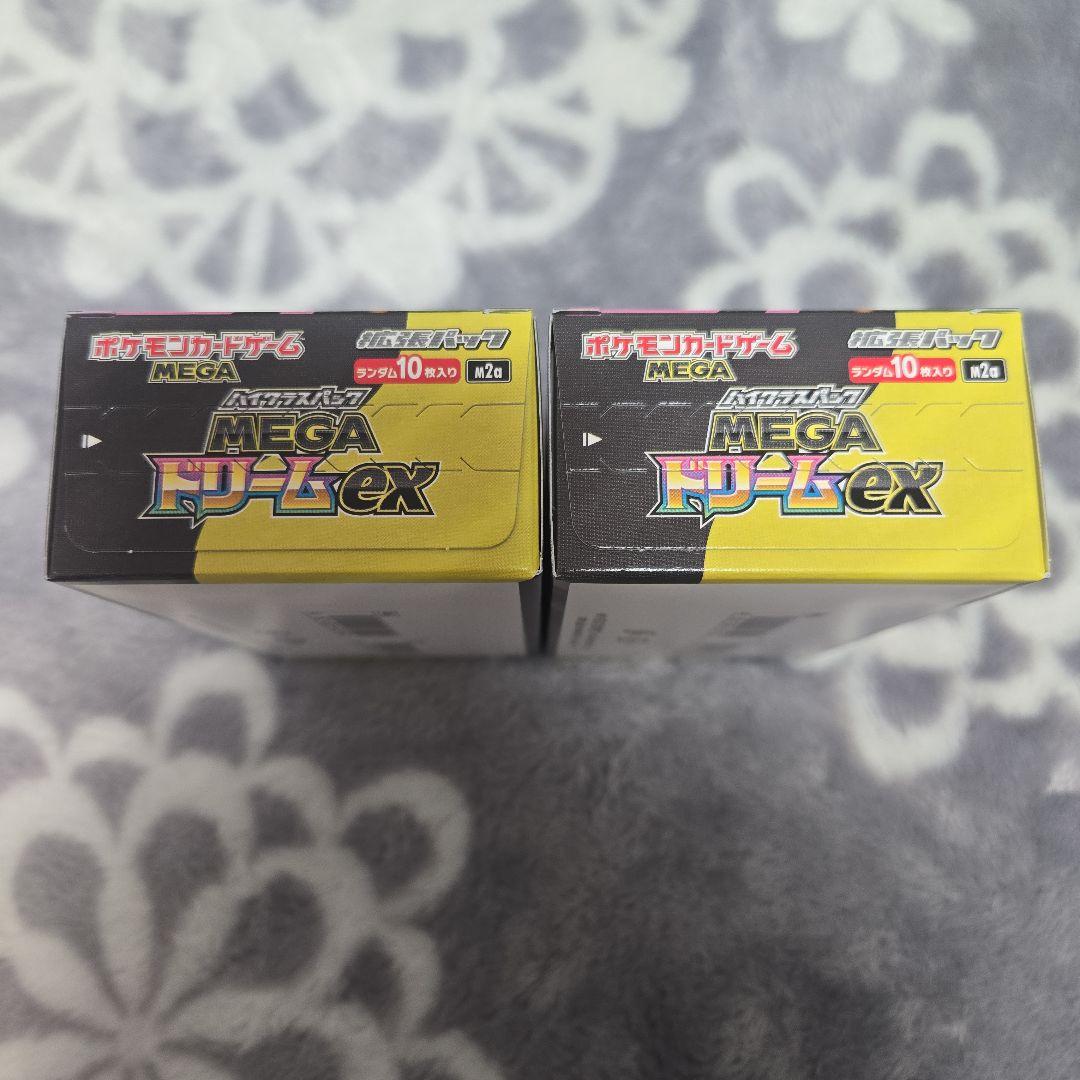 ポケモンカードゲーム
MEGA
拡張パック
ランダム10枚入り M2a
ハイクラスパック
MEGA
ドリームex
ポケモンカードゲーム
MEGA
拡張パック
ランダム10枚入り M2a
ハイクラスパック
MEGA
ドリームex